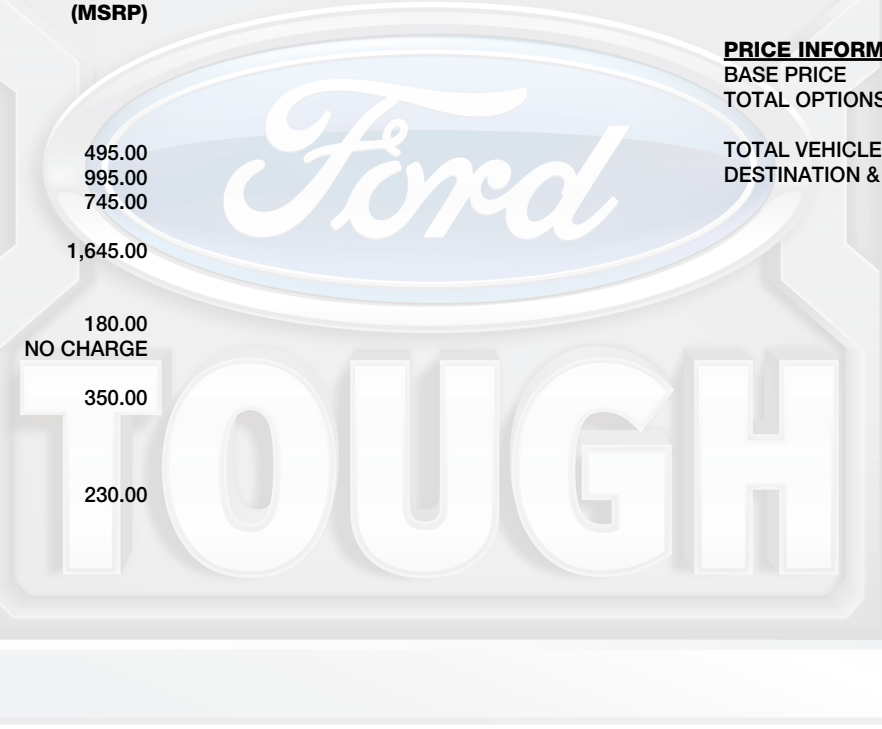 (MSRP)
495.00
995.00
745.00
1,645.00
180.00
NO CHARGE
350.00
230.00
PRICE INFORM
BASE PRICE
TOTAL OPTIONS
TOTAL VEHICLE
DESTINATION &
Ford
TOUGH